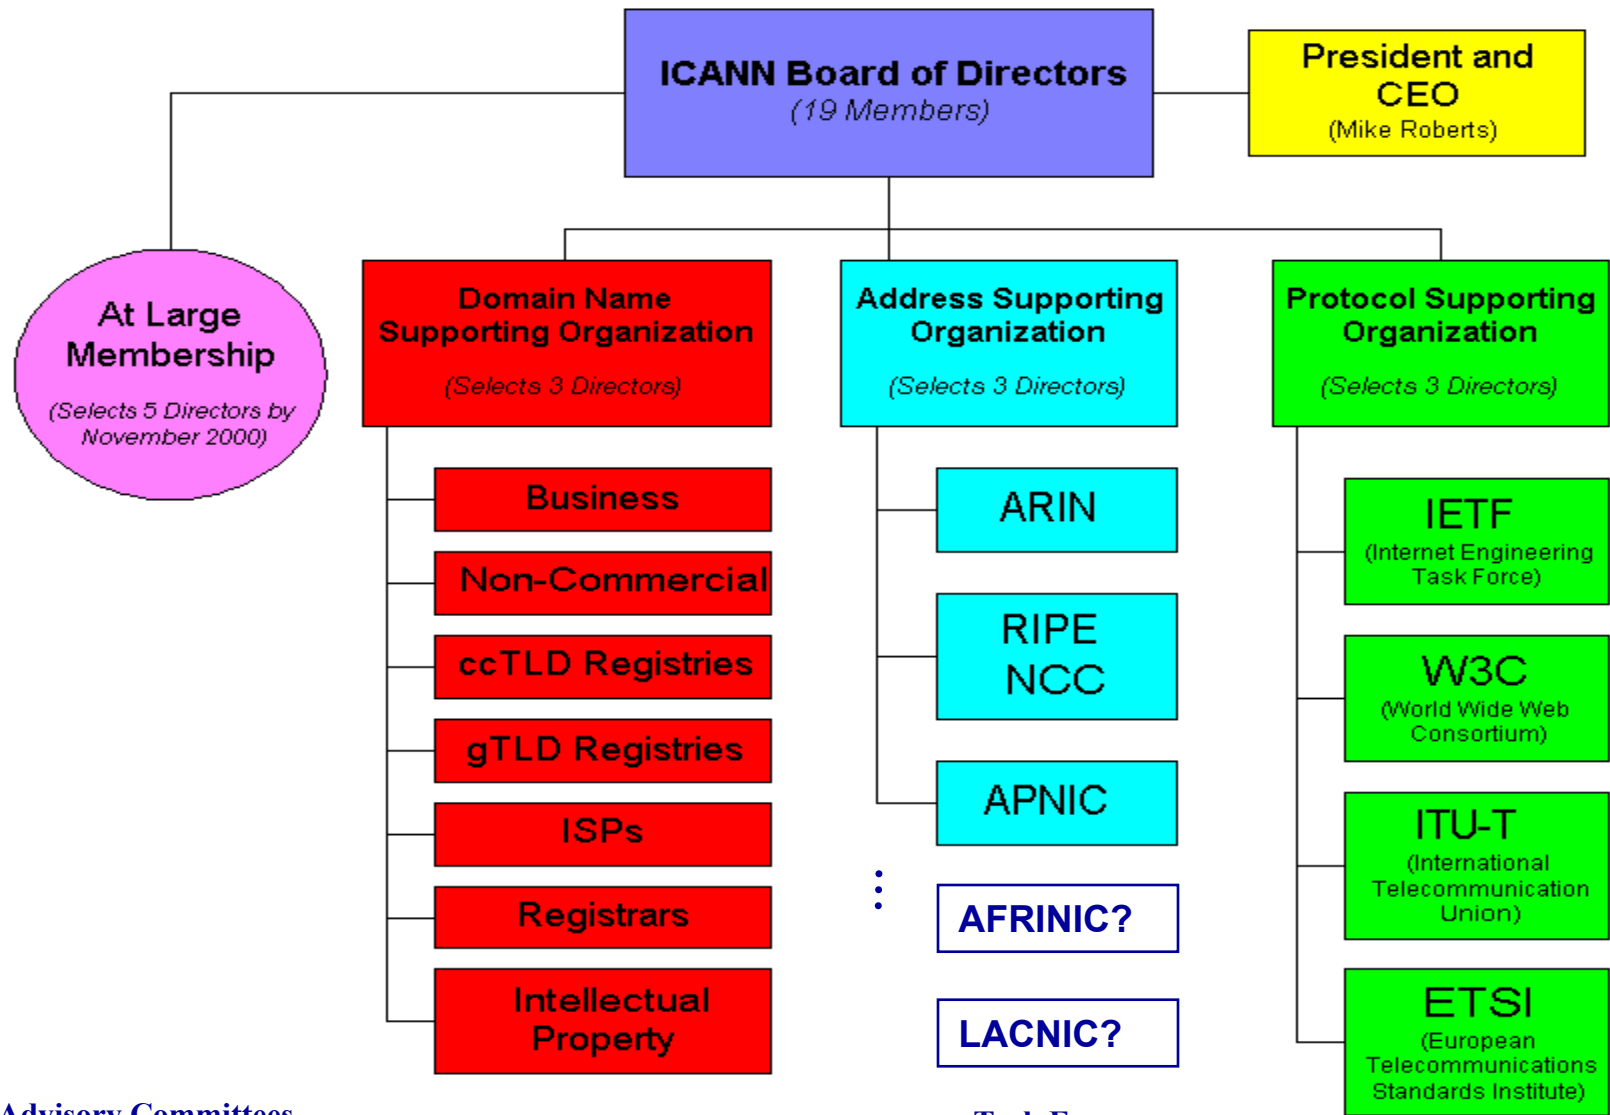 ICANN Board of Directors
(19 Members)
President and
CEO
(Mike Roberts)
At Large
Membership
(Selects 5 Directors by
November 2000)
Domain Name
Supporting Organization
(Selects 3 Directors)
Business
Non-Commercial
ccTLD Registries
gTLD Registries
ISPs
Registrars
Intellectual
Property
Address Supporting
Organization
(Selects 3 Directors)
ARIN
RIPE
NCC
APNIC
AFRINIC?
LACNIC?
Protocol Supporting
Organization
(Selects 3 Directors)
IETF
(Internet Engineering
Task Force)
W3C
(World Wide Web
Consortium)
ITU-T
(International
Telecommunication
Union)
ETSI
(European
Telecommunications
Standards Institute)
Advisory Committees